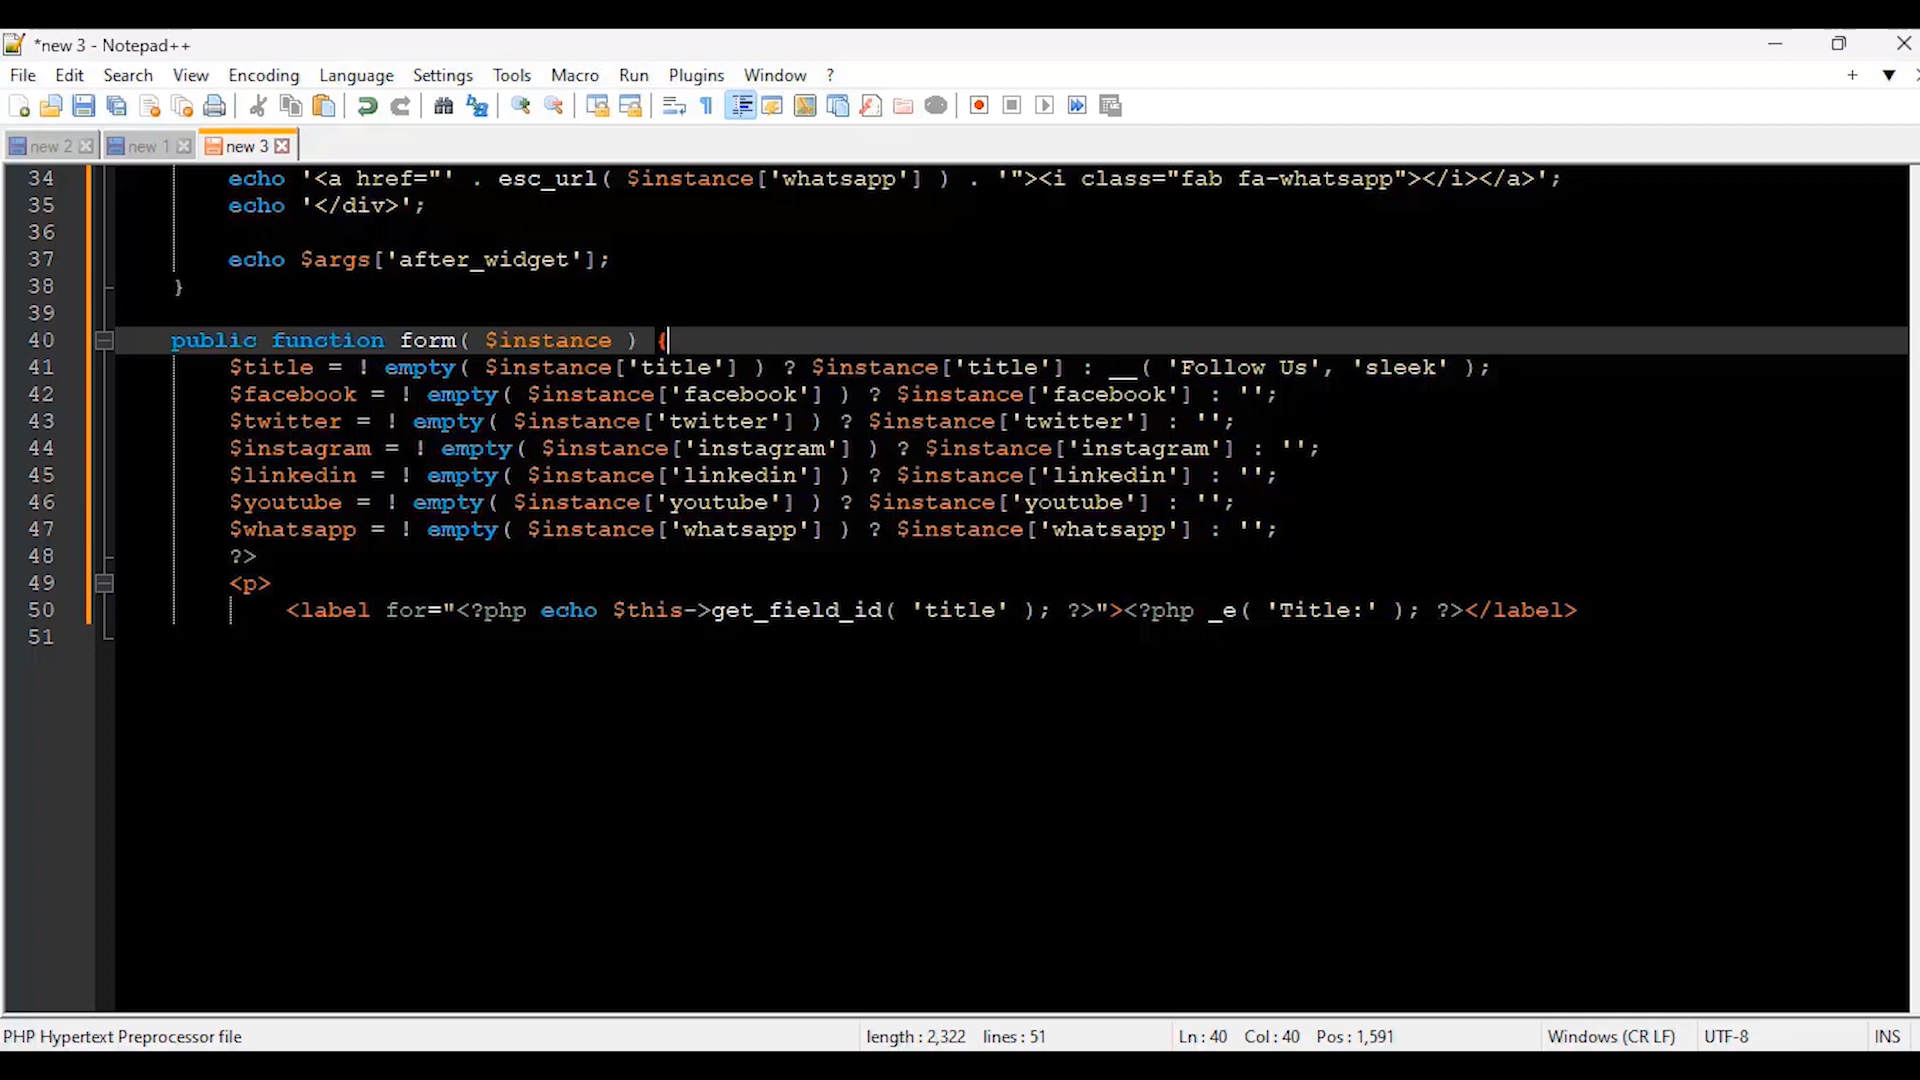 *new 3 - Notepad++
File Edit Search View Encoding Language Settings Tools Macro Run Plugins Window ?
new 2 new 1 new 3
34 echo '<a href="' . esc_url( $instance['whatsapp'] ) . '"><i class="fab fa-whatsapp"></i></a>';
35 echo '</div>';
36
37 echo $args['after_widget'];
38 }
39
40 public function form( $instance ) {
41 $title = ! empty( $instance['title'] ) ? $instance['title'] : __( 'Follow Us', 'sleek' );
42 $facebook = ! empty( $instance['facebook'] ) ? $instance['facebook'] : '';
43 $twitter = ! empty( $instance['twitter'] ) ? $instance['twitter'] : '';
44 $instagram = ! empty( $instance['instagram'] ) ? $instance['instagram'] : '';
45 $linkedin = ! empty( $instance['linkedin'] ) ? $instance['linkedin'] : '';
46 $youtube = ! empty( $instance['youtube'] ) ? $instance['youtube'] : '';
47 $whatsapp = ! empty( $instance['whatsapp'] ) ? $instance['whatsapp'] : '';
48 ?>
49 <p>
50 <label for="<?php echo $this->get_field_id( 'title' ); ?>"><?php _e( 'Title:' ); ?></label>
51
PHP Hypertext Preprocessor file length : 2,322 lines : 51 Ln : 40 Col : 40 Pos : 1,591 Windows (CR LF) UTF-8 INS